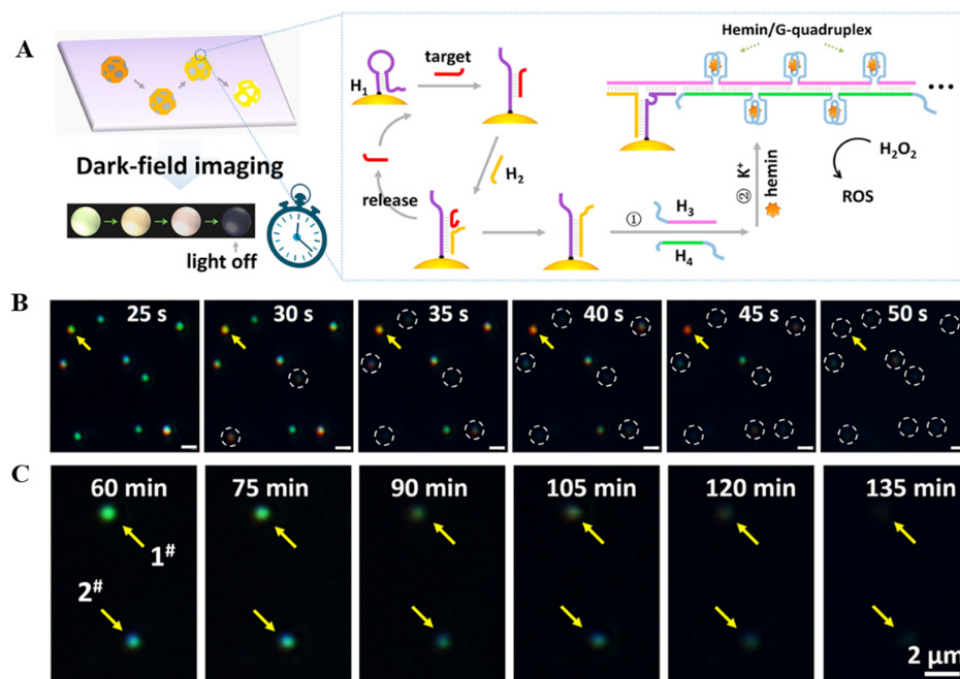 A
Dark-field imaging
light off
H₁
target
H₂
release
①
H₃
H₄
② K⁺
hemin
Hemin/G-quadruplex
...
H₂O₂
ROS
B
25 s
30 s
35 s
40 s
45 s
50 s
C
60 min
75 min
90 min
105 min
120 min
135 min
1#
2#
2 μm